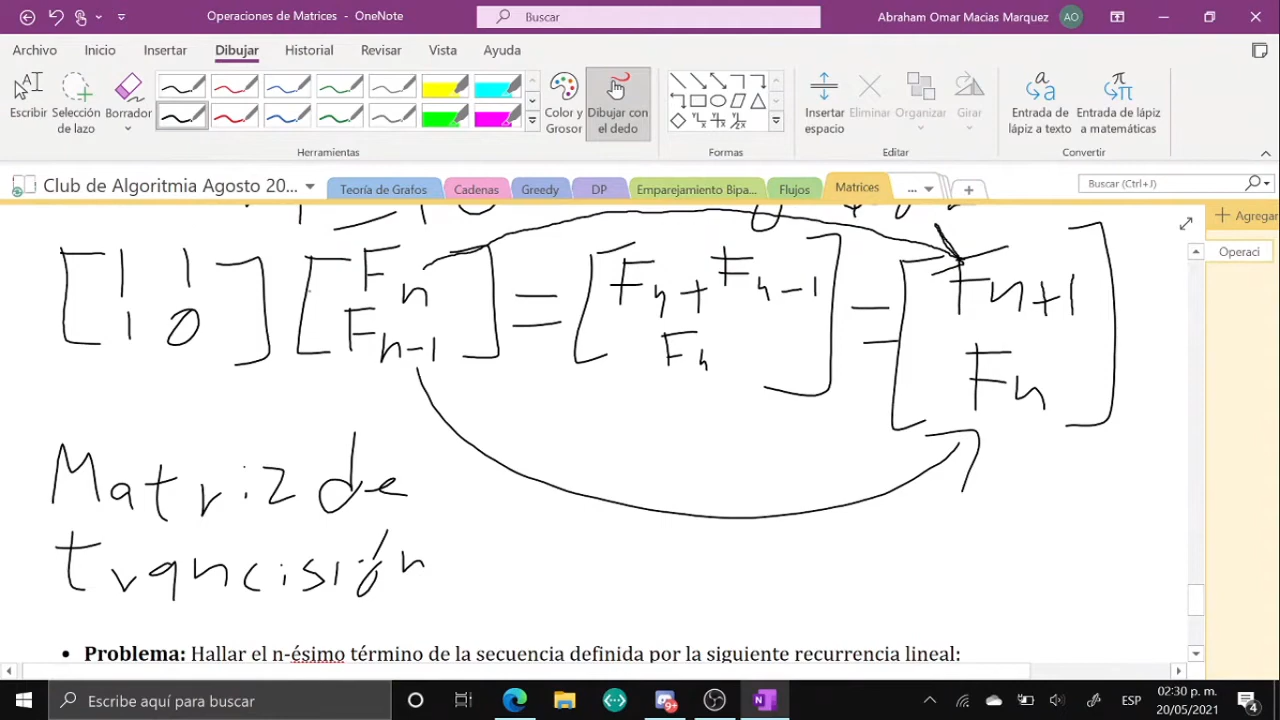 Operaciones de Matrices - OneNote
Buscar
Abraham Omar Macias Marquez AO
Archivo Inicio Insertar Dibujar Historial Revisar Vista Ayuda
Escribir
Selección de lazo
Borrador
Color y Grosor
Dibujar con el dedo
Insertar espacio
Eliminar
Organizar
Girar
Entrada de lápiz a texto
Entrada de lápiz a matemáticas
Herramientas Formas Editar Convertir
Club de Algoritmia Agosto 20...
Teoría de Grafos Cadenas Greedy DP Emparejamiento Bipa... Flujos Matrices ...
Buscar (Ctrl+J)
Agregar
Operaci
[1 1] [Fn] = [Fn + Fn-1] = [Fn+1]
[1 0] [Fn-1] [Fn] [Fn]
Matriz de
trancisión
• Problema: Hallar el n-ésimo término de la secuencia definida por la siguiente recurrencia lineal:
Escribe aquí para buscar
9+
ESP
02:30 p. m.
20/05/2021
4